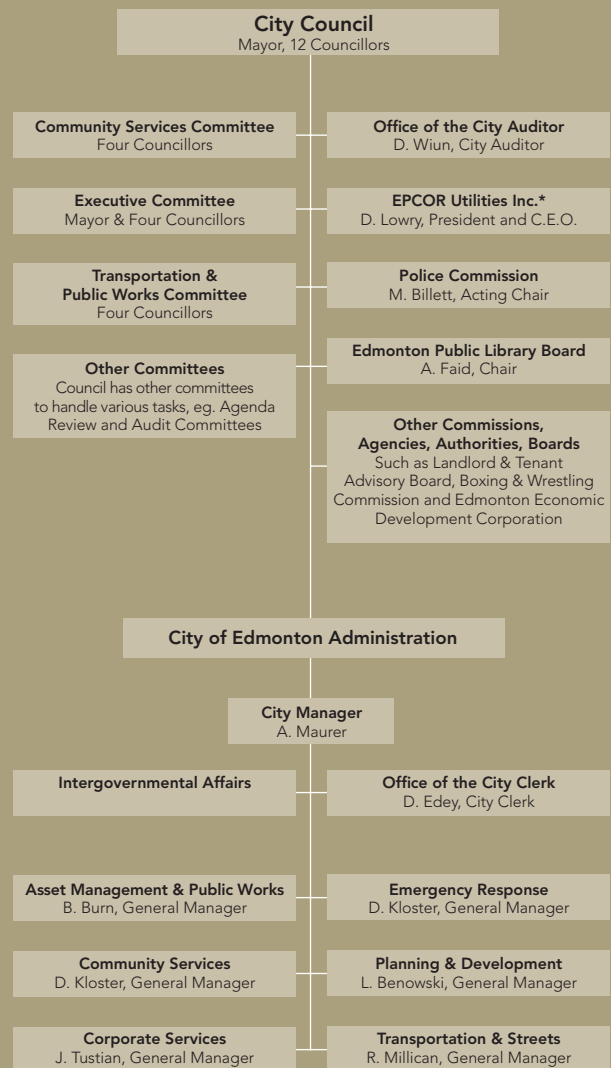 City Council
Mayor, 12 Councillors
Community Services Committee
Four Councillors
Office of the City Auditor
D. Wiun, City Auditor
Executive Committee
Mayor & Four Councillors
EPCOR Utilities Inc.*
D. Lowry, President and C.E.O.
Transportation &
Public Works Committee
Four Councillors
Police Commission
M. Billett, Acting Chair
Other Committees
Council has other committees
to handle various tasks, eg. Agenda
Review and Audit Committees
Edmonton Public Library Board
A. Faid, Chair
Other Commissions,
Agencies, Authorities, Boards
Such as Landlord & Tenant
Advisory Board, Boxing & Wrestling
Commission and Edmonton Economic
Development Corporation
City of Edmonton Administration
City Manager
A. Maurer
Intergovernmental Affairs
Office of the City Clerk
D. Edey, City Clerk
Asset Management & Public Works
B. Burn, General Manager
Emergency Response
D. Kloster, General Manager
Community Services
D. Kloster, General Manager
Planning & Development
L. Benowski, General Manager
Corporate Services
J. Tustian, General Manager
Transportation & Streets
R. Millican, General Manager